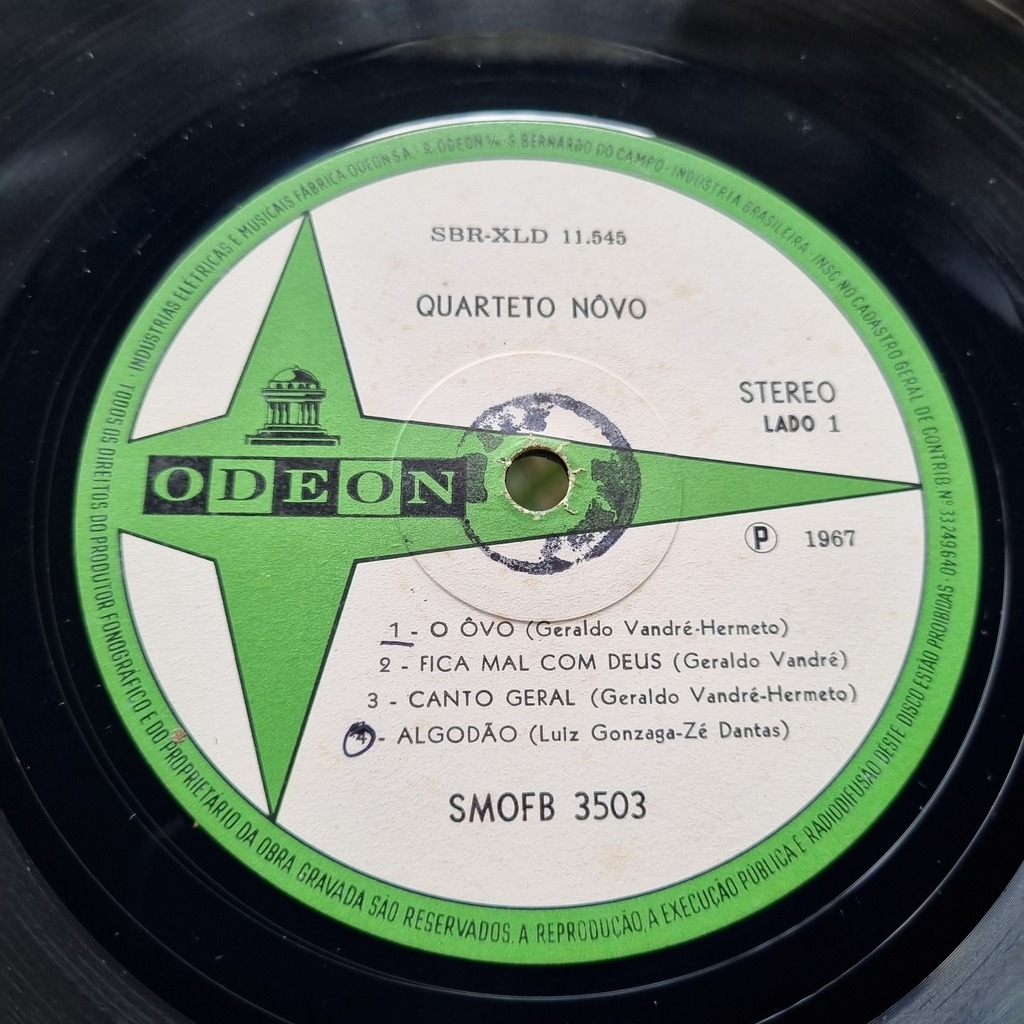 SBR-XLD 11.545
QUARTETO NÔVO
STEREO
LADO 1
ODEON
Ⓟ 1967
1 - O ÔVO (Geraldo Vandré-Hermeto)
2 - FICA MAL COM DEUS (Geraldo Vandré)
3 - CANTO GERAL (Geraldo Vandré-Hermeto)
4 - ALGODÃO (Luiz Gonzaga-Zé Dantas)
SMOFB 3503
INDUSTRIAS ELÉTRICAS E MUSICAIS FÁBRICA ODEON S.A. · R. ODEON S/N · S. BERNARDO DO CAMPO · INDUSTRIA BRASILEIRA · INSC. NO CADASTRO GERAL DE CONTRIB Nº 33249640 ·
TODOS OS DIREITOS DO PRODUTOR FONOGRAFICO E DO PROPRIETARIO DA OBRA GRAVADA SÃO RESERVADOS. A REPRODUÇÃO, A EXECUÇÃO PÚBLICA E RADIODIFUSÃO DESTE DISCO ESTÃO PROIBIDAS ·